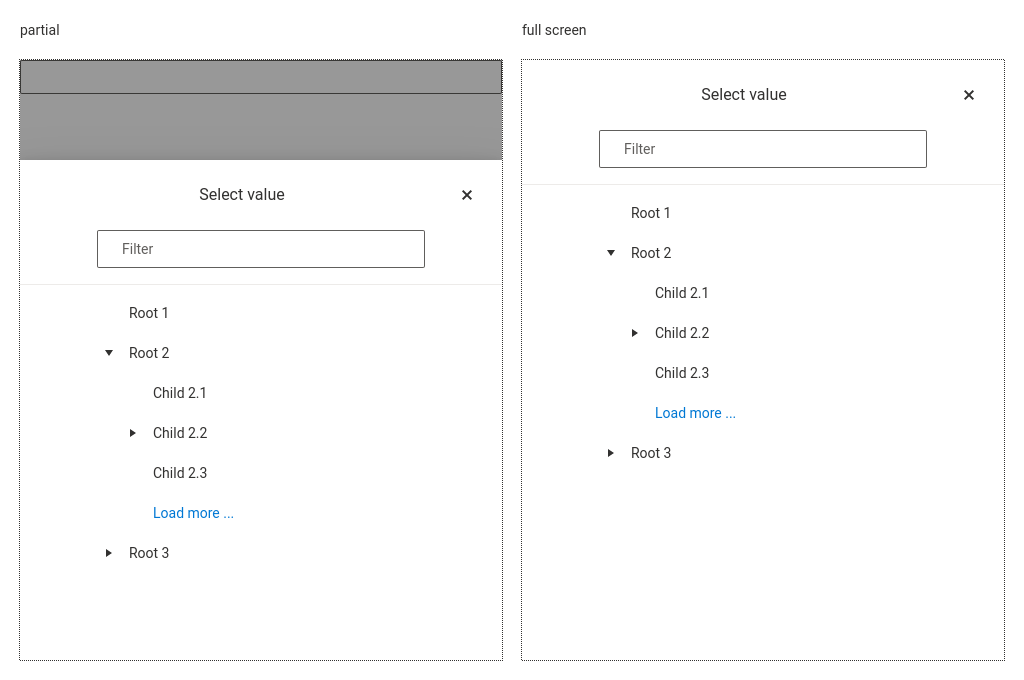 partial
Select value
Filter
Root 1
Root 2
Child 2.1
Child 2.2
Child 2.3
Load more ...
Root 3
full screen
Select value
Filter
Root 1
Root 2
Child 2.1
Child 2.2
Child 2.3
Load more ...
Root 3